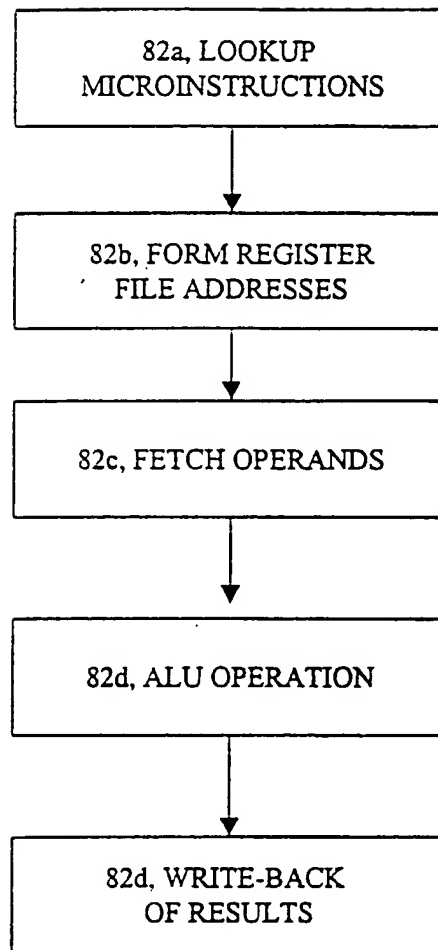 82a, LOOKUP
MICROINSTRUCTIONS
82b, FORM REGISTER
FILE ADDRESSES
82c, FETCH OPERANDS
82d, ALU OPERATION
82d, WRITE-BACK
OF RESULTS